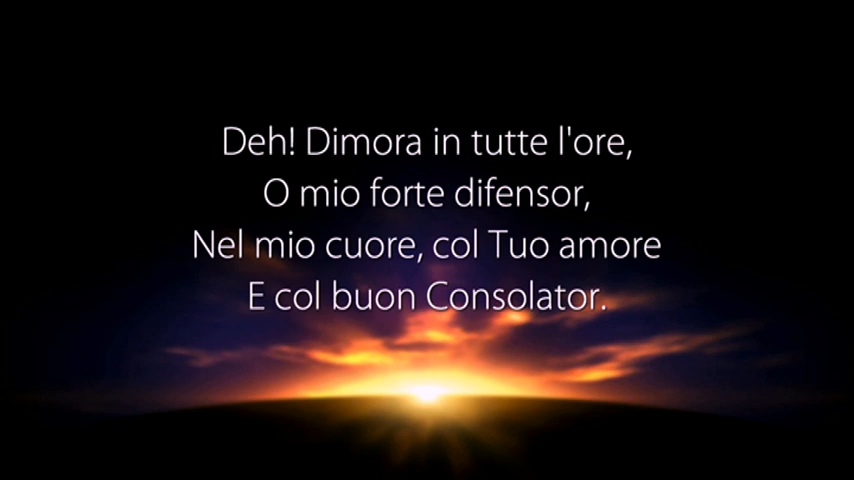 Deh! Dimora in tutte l'ore,
O mio forte difensor,
Nel mio cuore, col Tuo amore
E col buon Consolator.